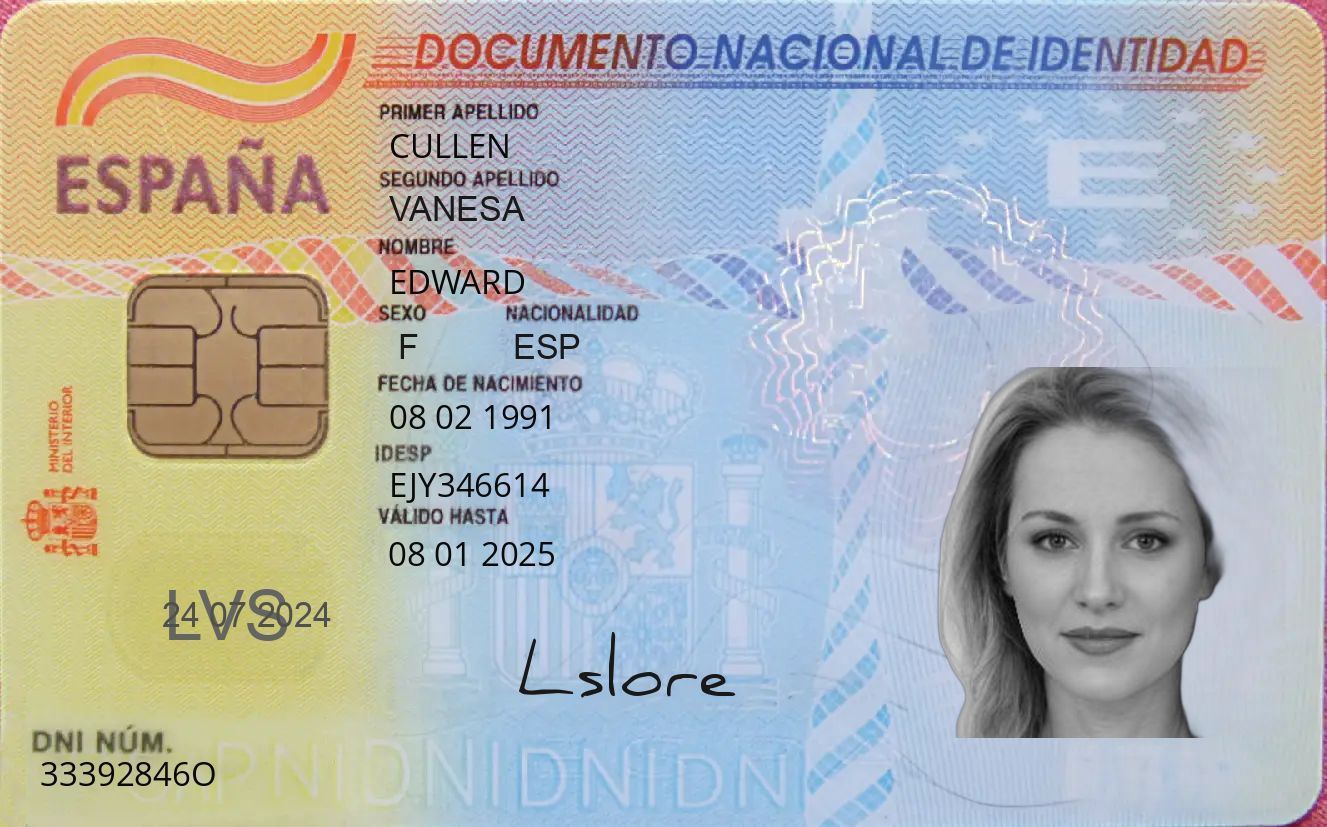 DOCUMENTO NACIONAL DE IDENTIDAD
ESPAÑA
PRIMER APELLIDO
CULLEN
SEGUNDO APELLIDO
VANESA
NOMBRE
EDWARD
SEXO NACIONALIDAD
F ESP
FECHA DE NACIMIENTO
08 02 1991
IDESP
EJY346614
VÁLIDO HASTA
08 01 2025
MINISTERIO
DEL INTERIOR
E
LVS
24 07 2024
Lslore
DNI NÚM.
33392846O
DNIDNIDNIDNI